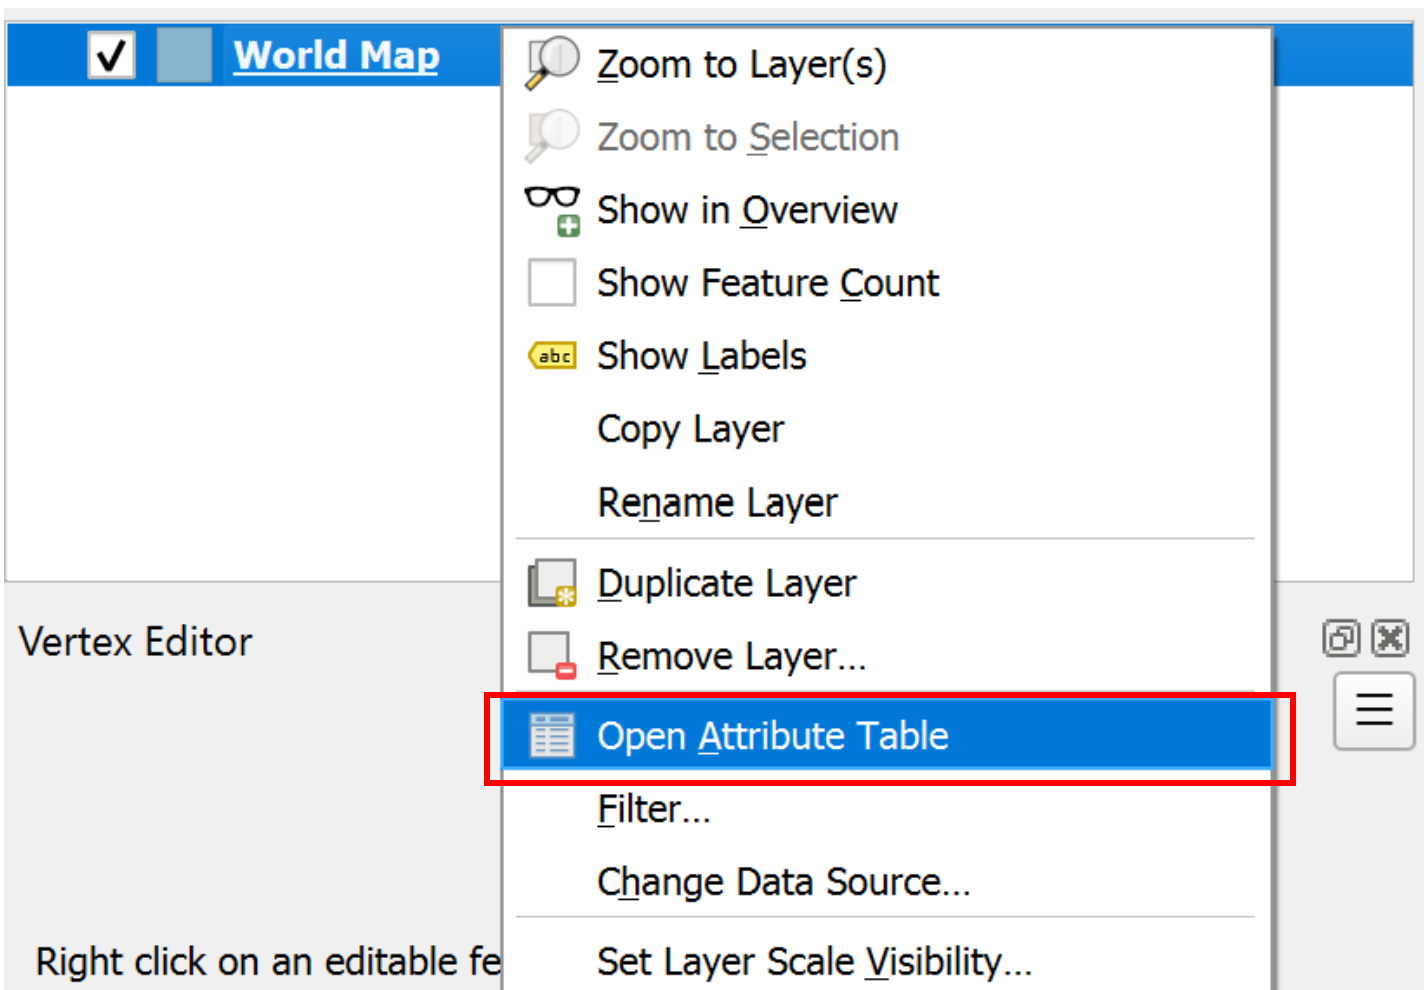 World Map
Zoom to Layer(s)
Zoom to Selection
Show in Overview
Show Feature Count
abc
Show Labels
Copy Layer
Rename Layer
Duplicate Layer
Remove Layer…
Vertex Editor
Open Attribute Table
Filter…
Change Data Source…
Right click on an editable fe
Set Layer Scale Visibility…